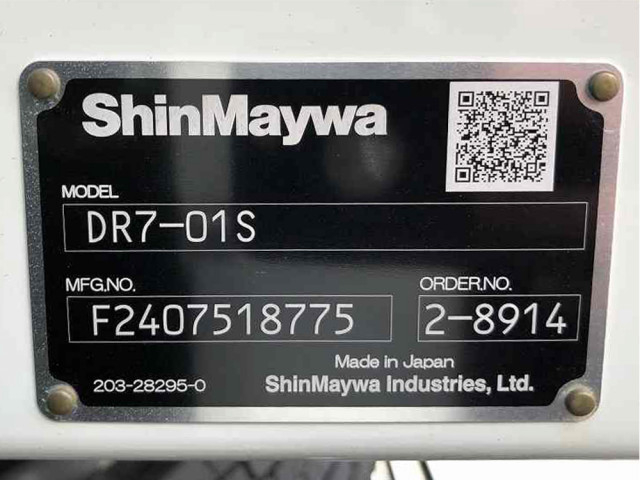 ShinMaywa
MODEL
DR7-01S
MFG.NO. ORDER.NO.
F2407518775 2-8914
Made in Japan
203-28295-0 ShinMaywa Industries, Ltd.